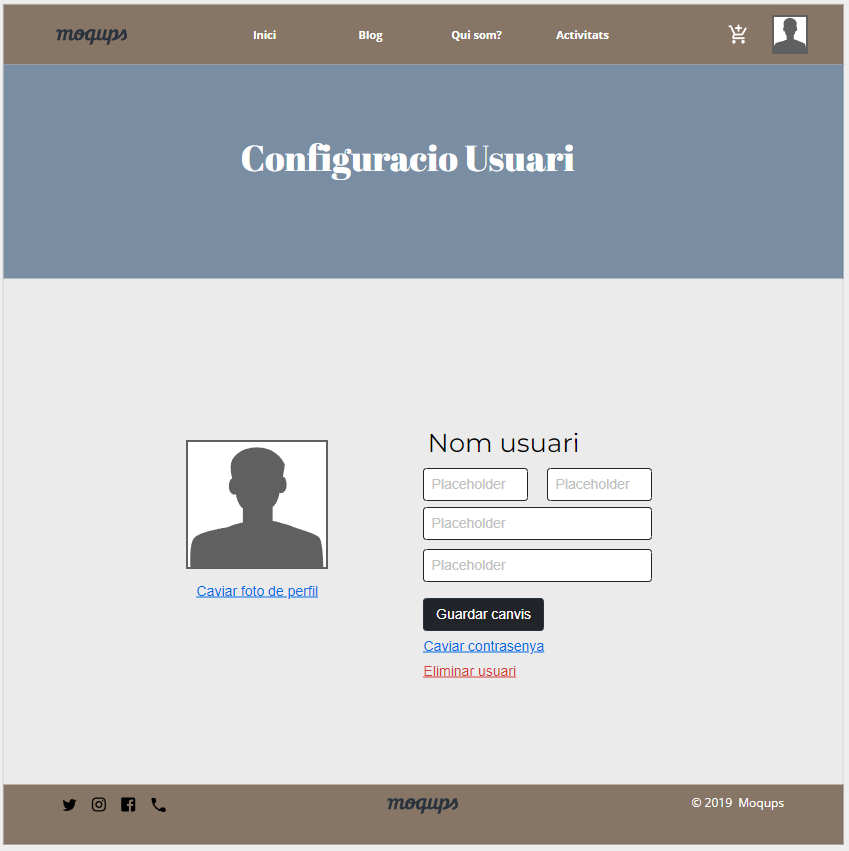 moqups Inici Blog Qui som? Activitats
Configuracio Usuari
Nom usuari
Placeholder Placeholder
Placeholder
Placeholder
Caviar foto de perfil
Guardar canvis
Caviar contrasenya
Eliminar usuari
moqups © 2019 Moqups